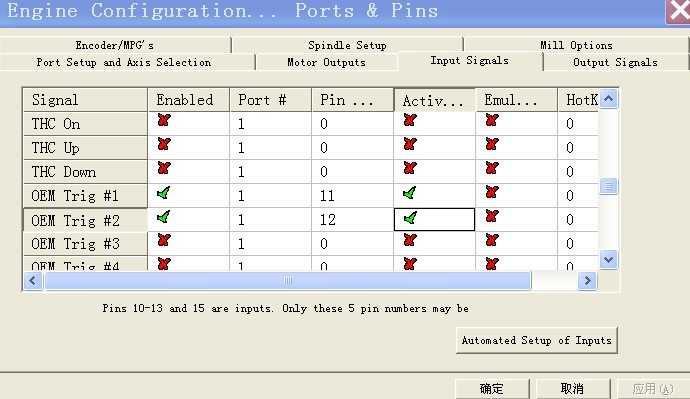 Engine Configuration... Ports & Pins
Encoder/MPG's Spindle Setup Mill Options
Port Setup and Axis Selection Motor Outputs Input Signals Output Signals
Signal Enabled Port # Pin ... Activ... Emul... HotK
THC On 1 0 0
THC Up 1 0 0
THC Down 1 0 0
OEM Trig #1 1 11 0
OEM Trig #2 1 12 0
OEM Trig #3 1 0 0
OEM Trig #4 1 0 0
Pins 10-13 and 15 are inputs. Only these 5 pin numbers may be
Automated Setup of Inputs
确定 取消 应用(A)